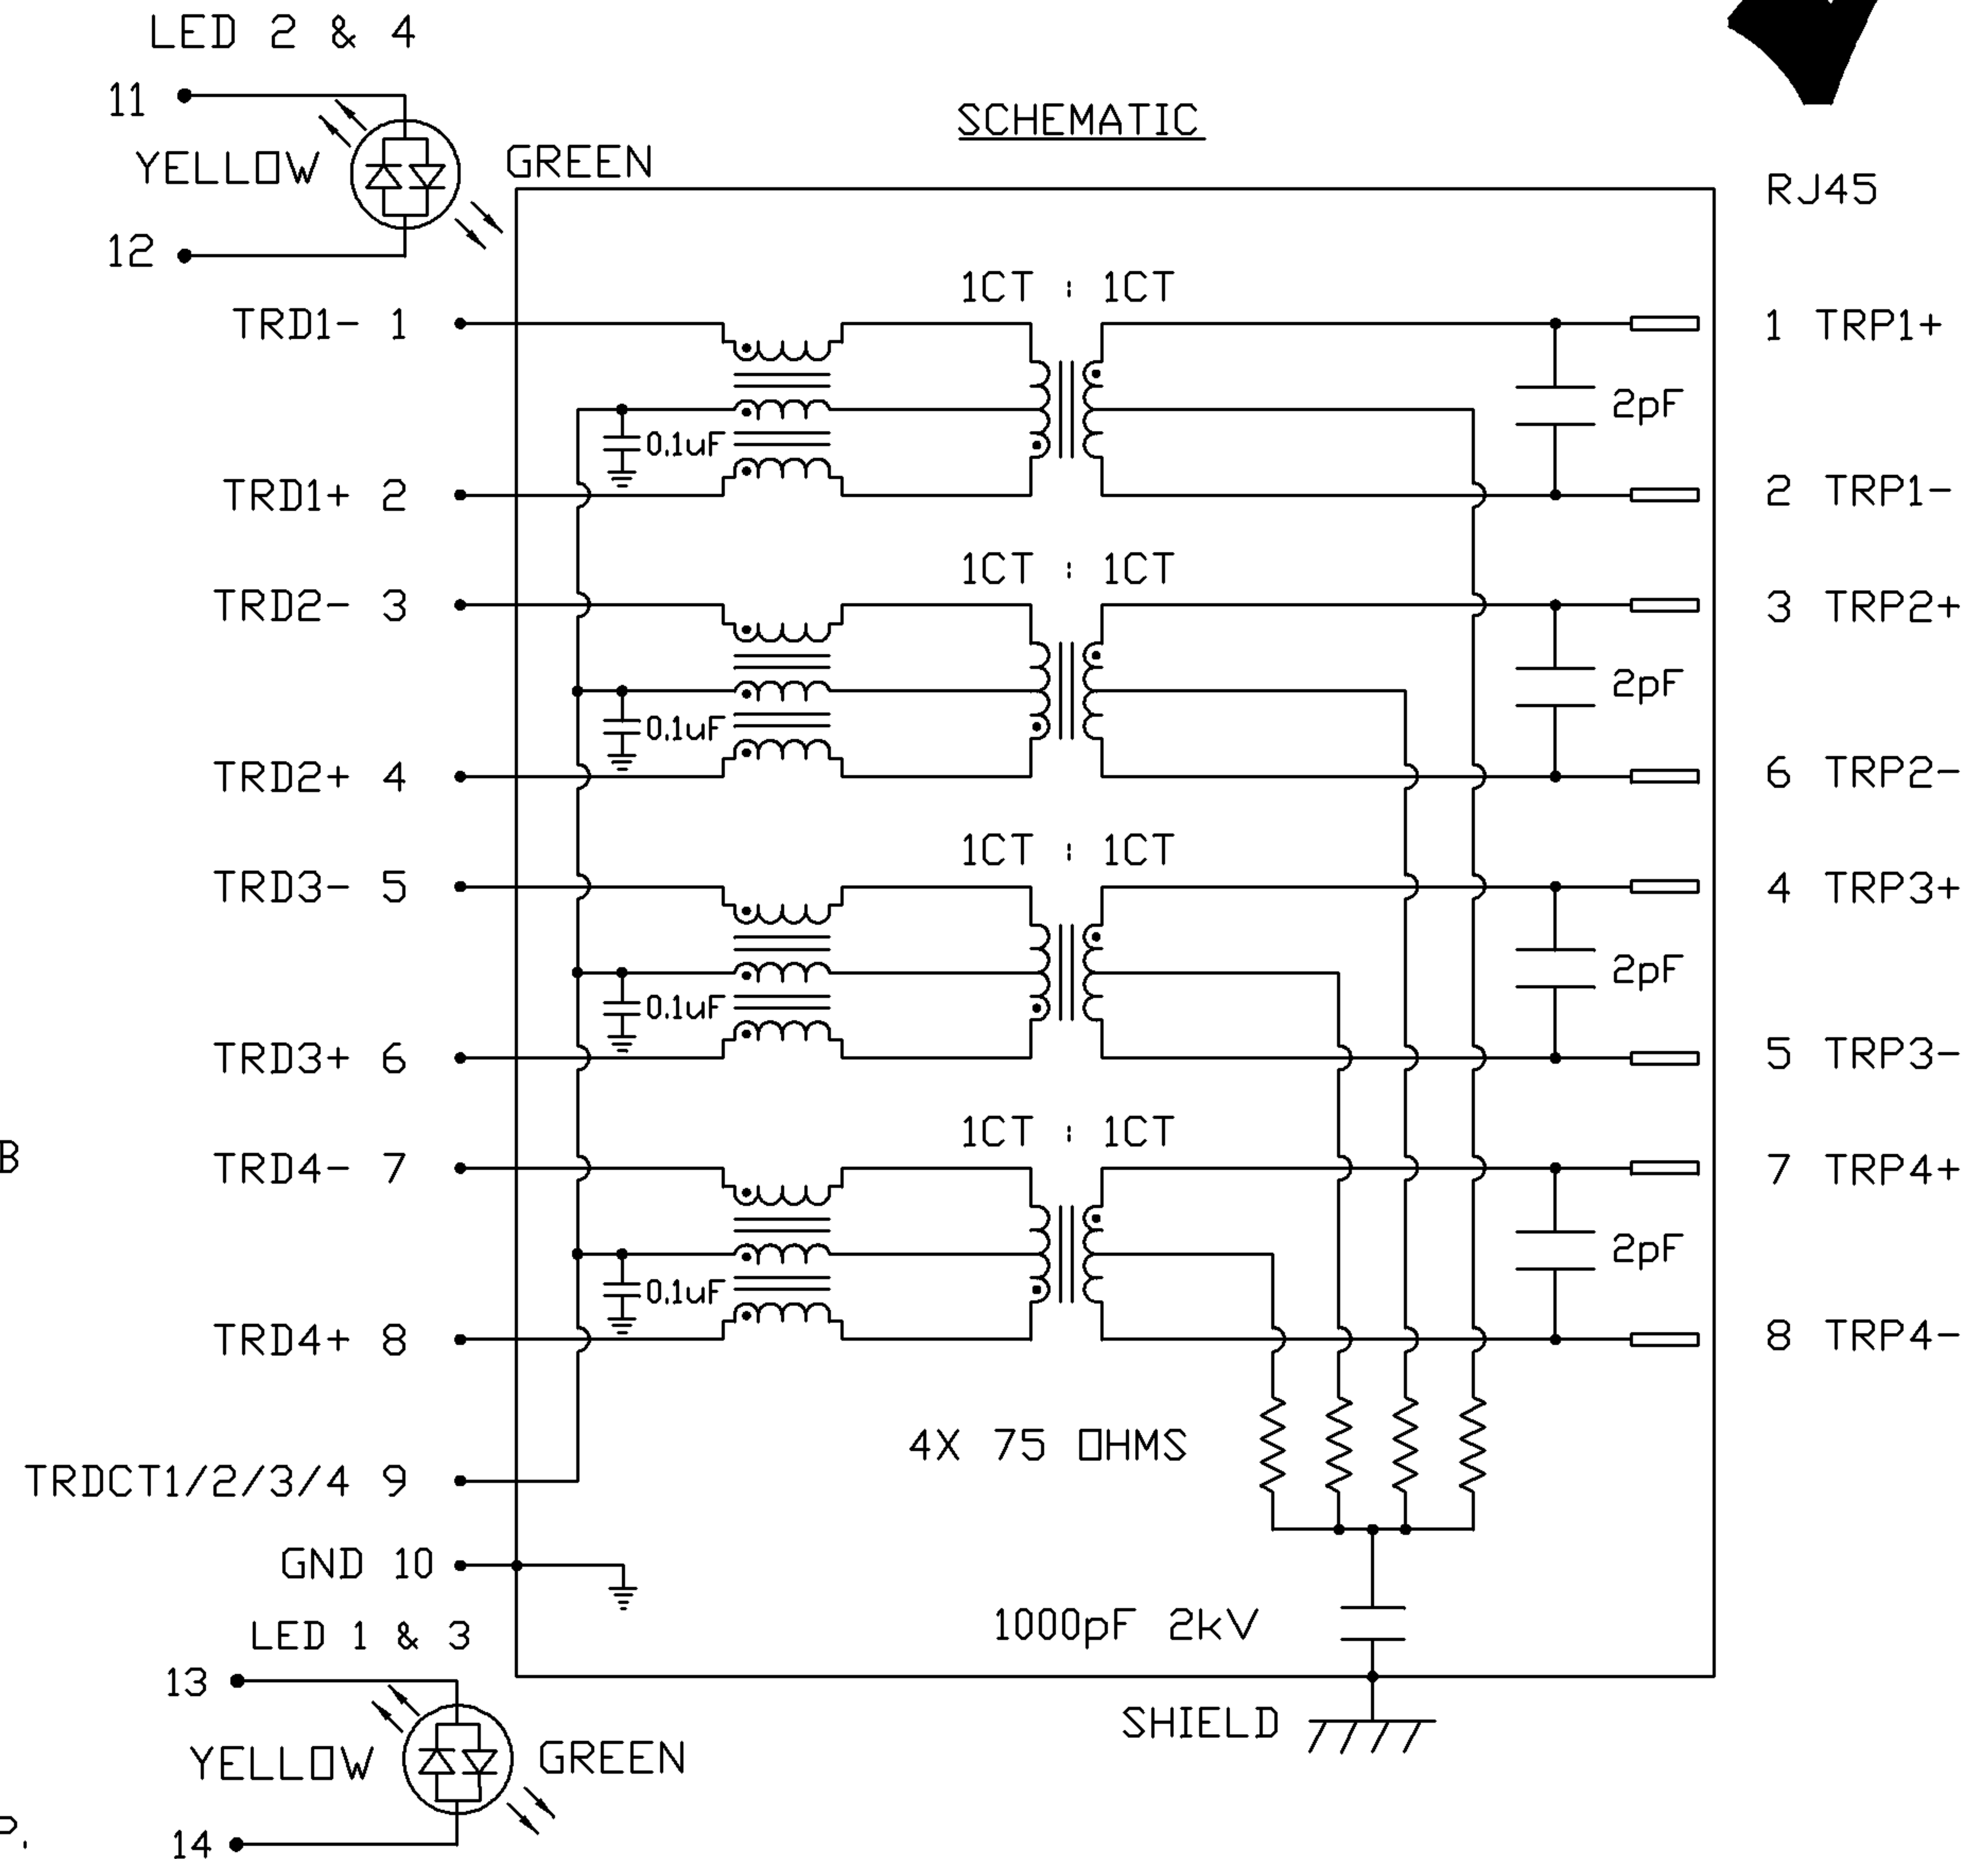 LED 2 & 4
11
SCHEMATIC
YELLOW
GREEN
RJ45
12
1CT : 1CT
TRD1- 1
1 TRP1+
2pF
0.1uF
TRD1+ 2
2 TRP1-
1CT : 1CT
TRD2- 3
3 TRP2+
2pF
0.1uF
TRD2+ 4
6 TRP2-
1CT : 1CT
TRD3- 5
4 TRP3+
2pF
0.1uF
TRD3+ 6
5 TRP3-
1CT : 1CT
B
TRD4- 7
7 TRP4+
2pF
0.1uF
TRD4+ 8
8 TRP4-
4X 75 OHMS
TRDCT1/2/3/4 9
GND 10
1000pF 2kV
LED 1 & 3
13
SHIELD
YELLOW
GREEN
P.
14